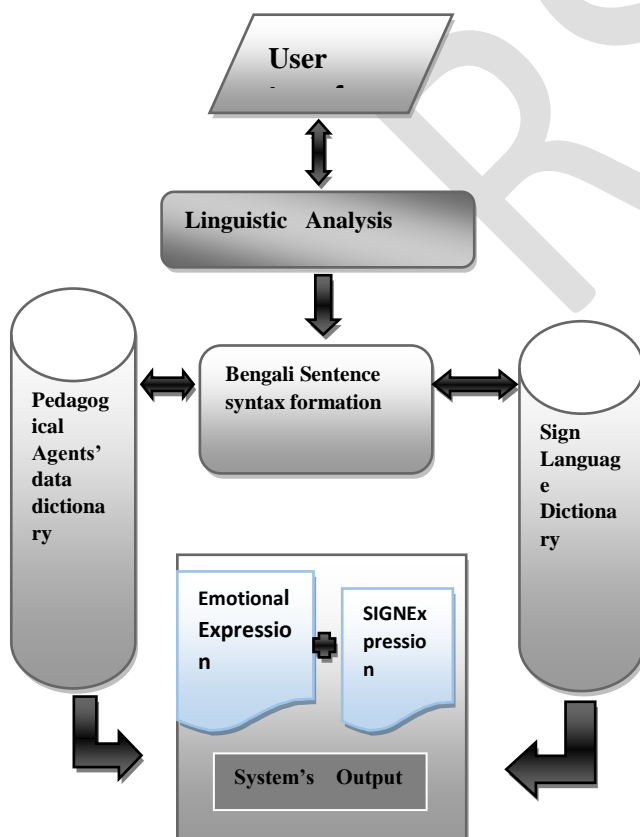 User
Linguistic Analysis
Bengali Sentence
syntax formation
Pedagog
ical
Agents’
data
dictiona
ry
Sign
Languag
e
Dictiona
ry
Emotional
Expressio
n
SIGNEx
pression
n
System’s Output